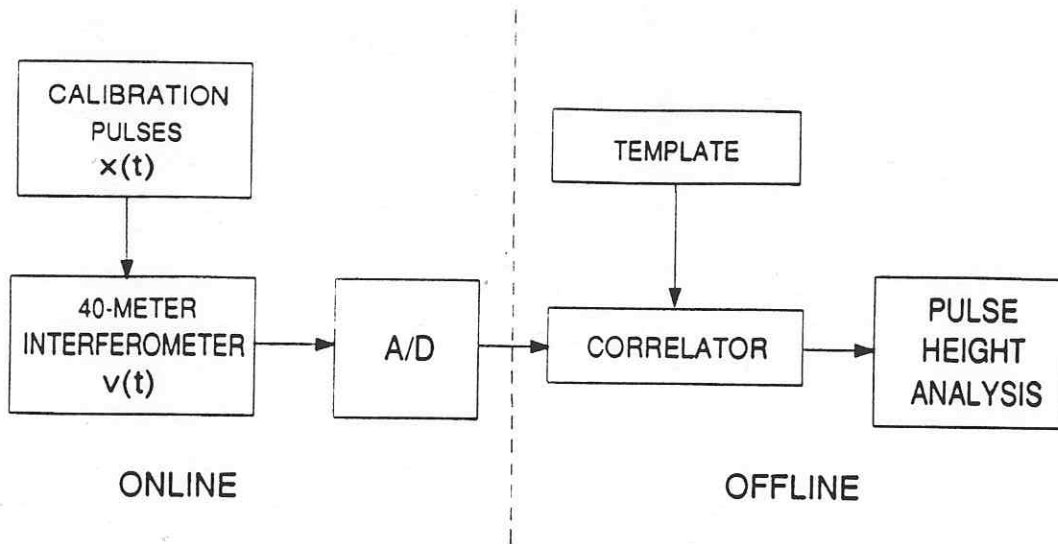 CALIBRATION
PULSES
x(t)
40-METER
INTERFEROMETER
v(t)
A/D
ONLINE
TEMPLATE
CORRELATOR
PULSE
HEIGHT
ANALYSIS
OFFLINE